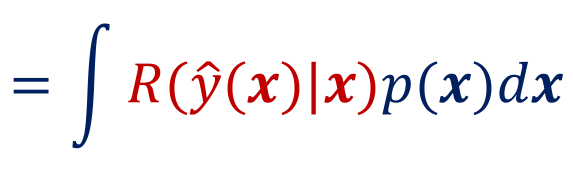 = ∫ R(ŷ(x)|x)p(x)dx